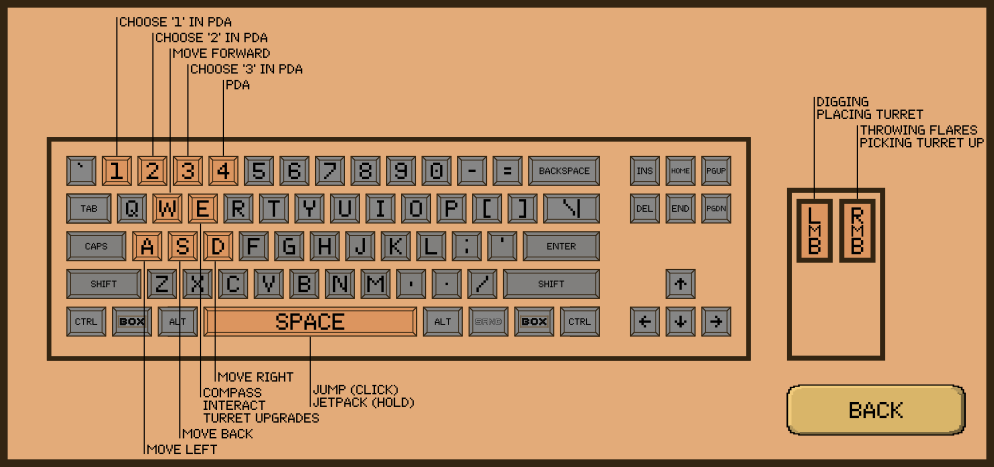 CHOOSE '1' IN PDA
CHOOSE '2' IN PDA
MOVE FORWARD
CHOOSE '3' IN PDA
PDA
DIGGING
PLACING TURRET
THROWING FLARES
PICKING TURRET UP
` 1 2 3 4 5 6 7 8 9 0 - = BACKSPACE INS HOME PGUP
TAB Q W E R T Y U I O P [ ] \| DEL END PGDN
CAPS A S D F G H J K L ; ' ENTER
SHIFT Z X C V B N M . . / SHIFT ↑
CTRL BOX ALT SPACE ALT BOX CTRL ← ↓ →
LMB
RMB
MOVE RIGHT
COMPASS
INTERACT
TURRET UPGRADES
JUMP (CLICK)
JETPACK (HOLD)
MOVE BACK
MOVE LEFT
BACK